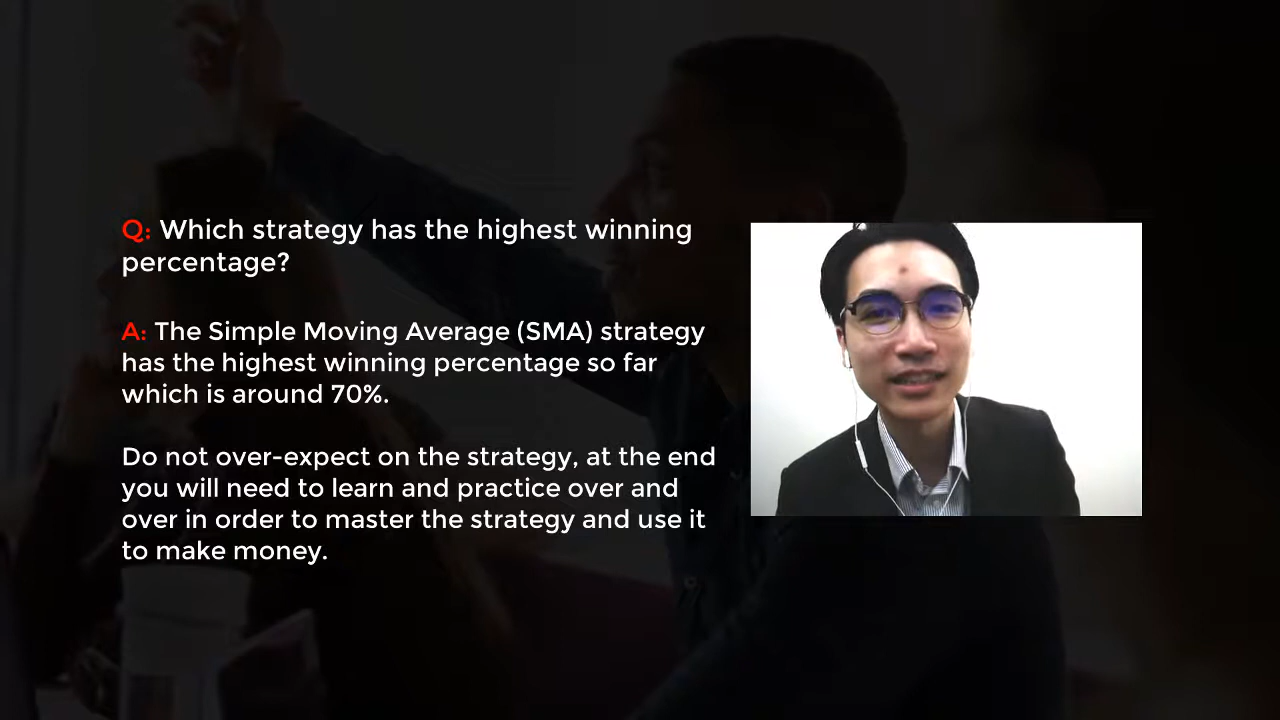 Q: Which strategy has the highest winning
percentage?
A: The Simple Moving Average (SMA) strategy
has the highest winning percentage so far
which is around 70%.
Do not over-expect on the strategy, at the end
you will need to learn and practice over and
over in order to master the strategy and use it
to make money.